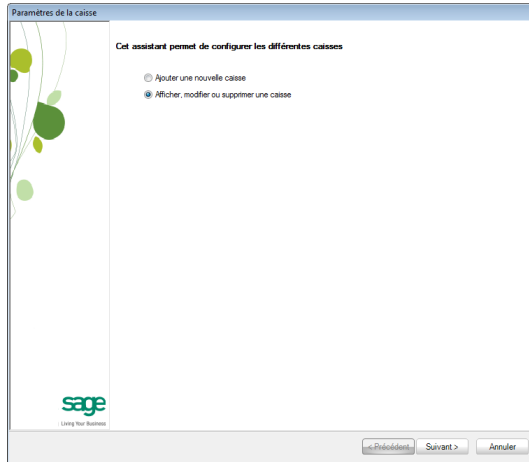 Paramètres de la caisse
Cet assistant permet de configurer les différentes caisses
Ajouter une nouvelle caisse
Afficher, modifier ou supprimer une caisse
sage
Living Your Business
< Précédent
Suivant >
Annuler